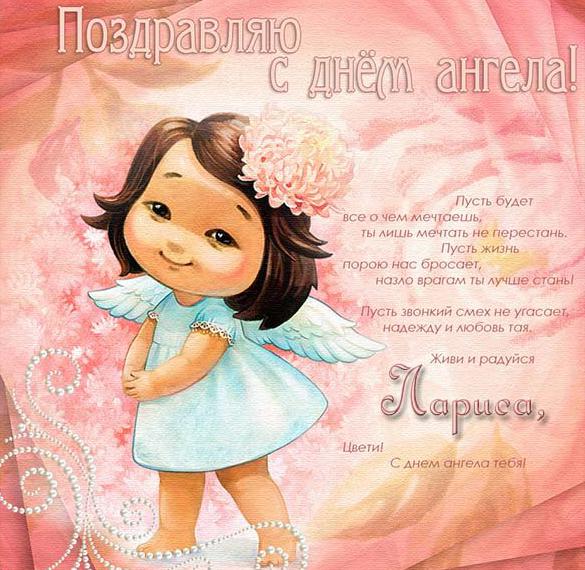 Поздравляю
с днём ангела!
Пусть будет
все о чем мечтаешь,
ты лишь мечтать не перестань.
Пусть жизнь
порою нас бросает,
назло врагам ты лучше стань!
Пусть звонкий смех не угасает,
надежду и любовь тая.
Живи и радуйся
Лариса,
Цвети!
С днем ангела тебя!